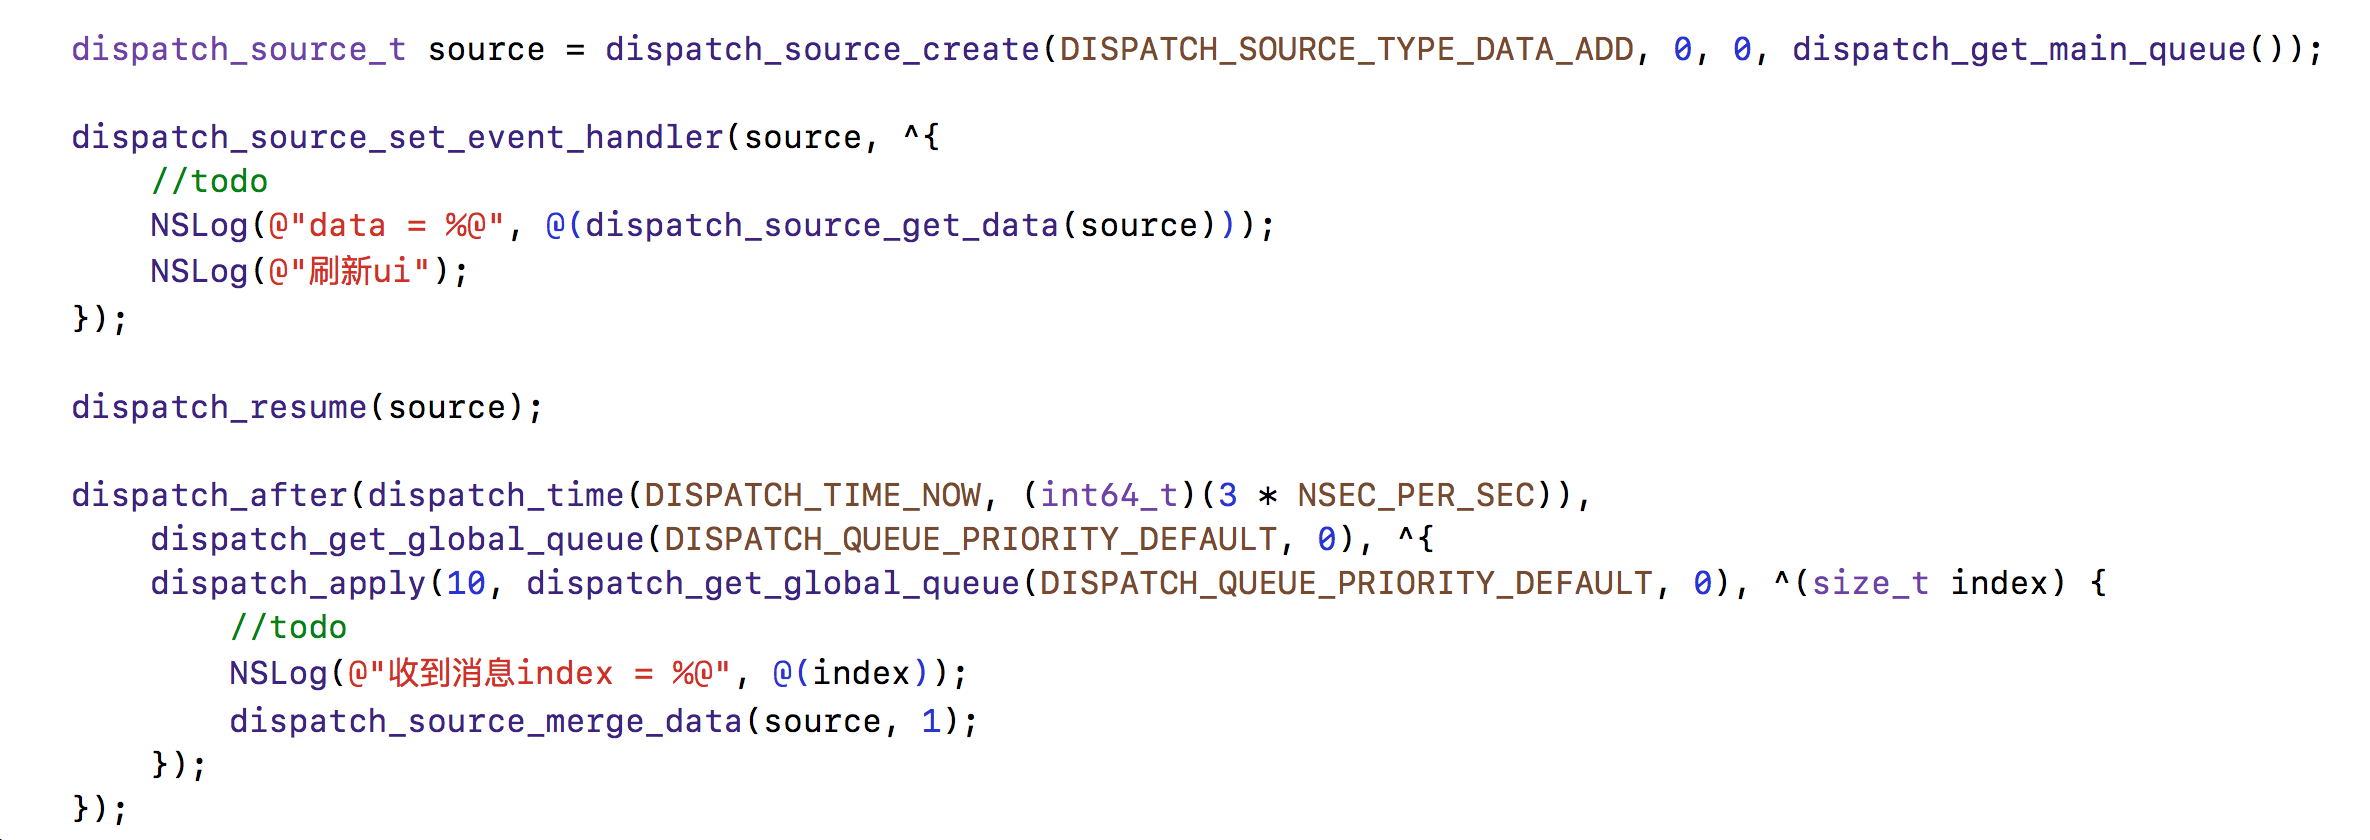 dispatch_source_t source = dispatch_source_create(DISPATCH_SOURCE_TYPE_DATA_ADD, 0, 0, dispatch_get_main_queue());
dispatch_source_set_event_handler(source, ^{
//todo
NSLog(@"data = %@", @(dispatch_source_get_data(source)));
NSLog(@"刷新ui");
});
dispatch_resume(source);
dispatch_after(dispatch_time(DISPATCH_TIME_NOW, (int64_t)(3 * NSEC_PER_SEC)),
dispatch_get_global_queue(DISPATCH_QUEUE_PRIORITY_DEFAULT, 0), ^{
dispatch_apply(10, dispatch_get_global_queue(DISPATCH_QUEUE_PRIORITY_DEFAULT, 0), ^(size_t index) {
//todo
NSLog(@"收到消息index = %@", @(index));
dispatch_source_merge_data(source, 1);
});
});